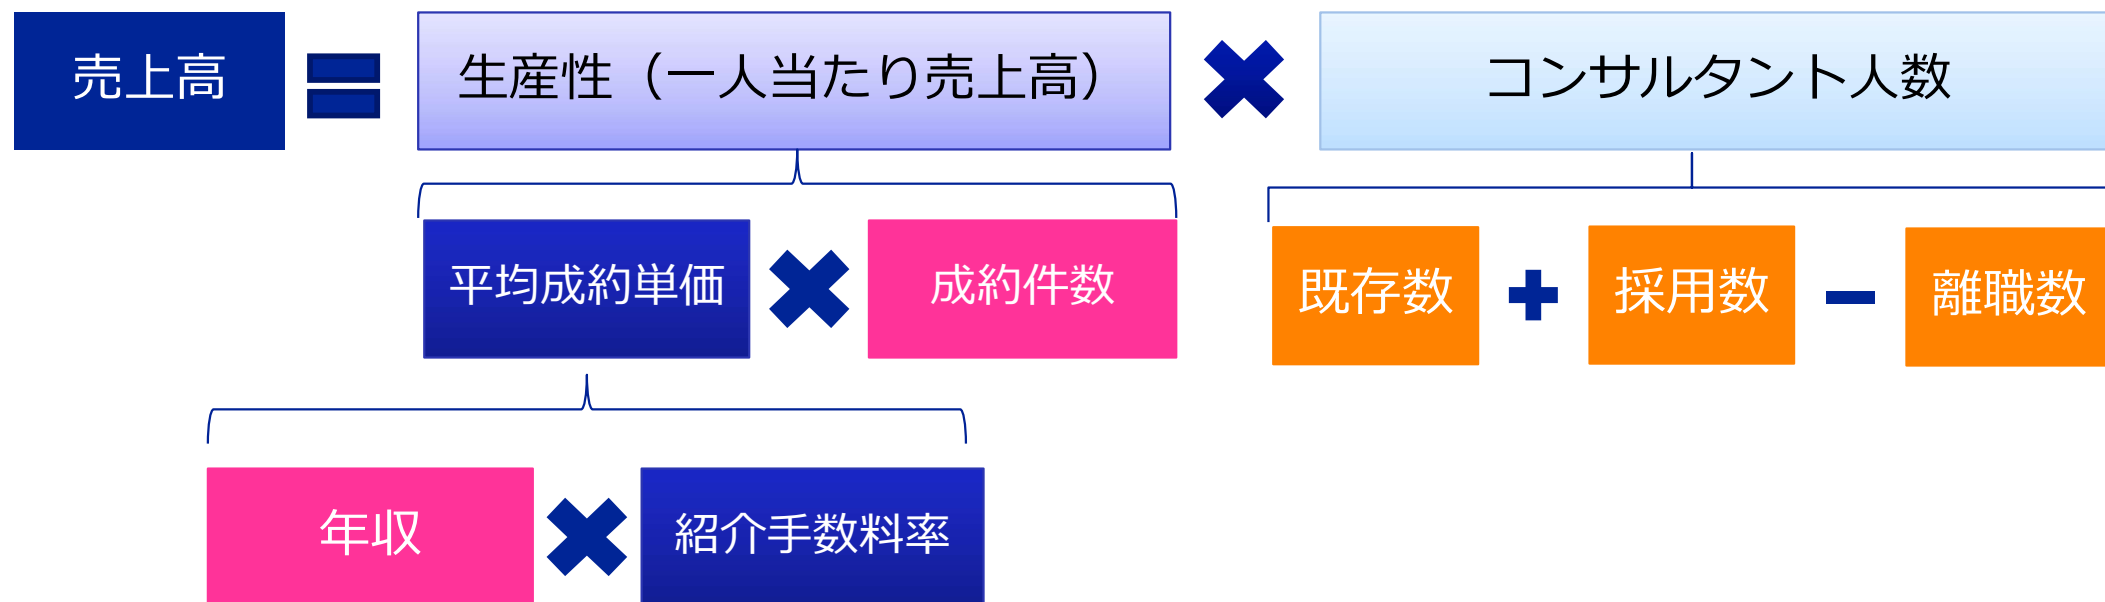 売上高
生産性（一人当たり売上高）
コンサルタント人数
平均成約単価
成約件数
既存数
採用数
離職数
年収
紹介手数料率